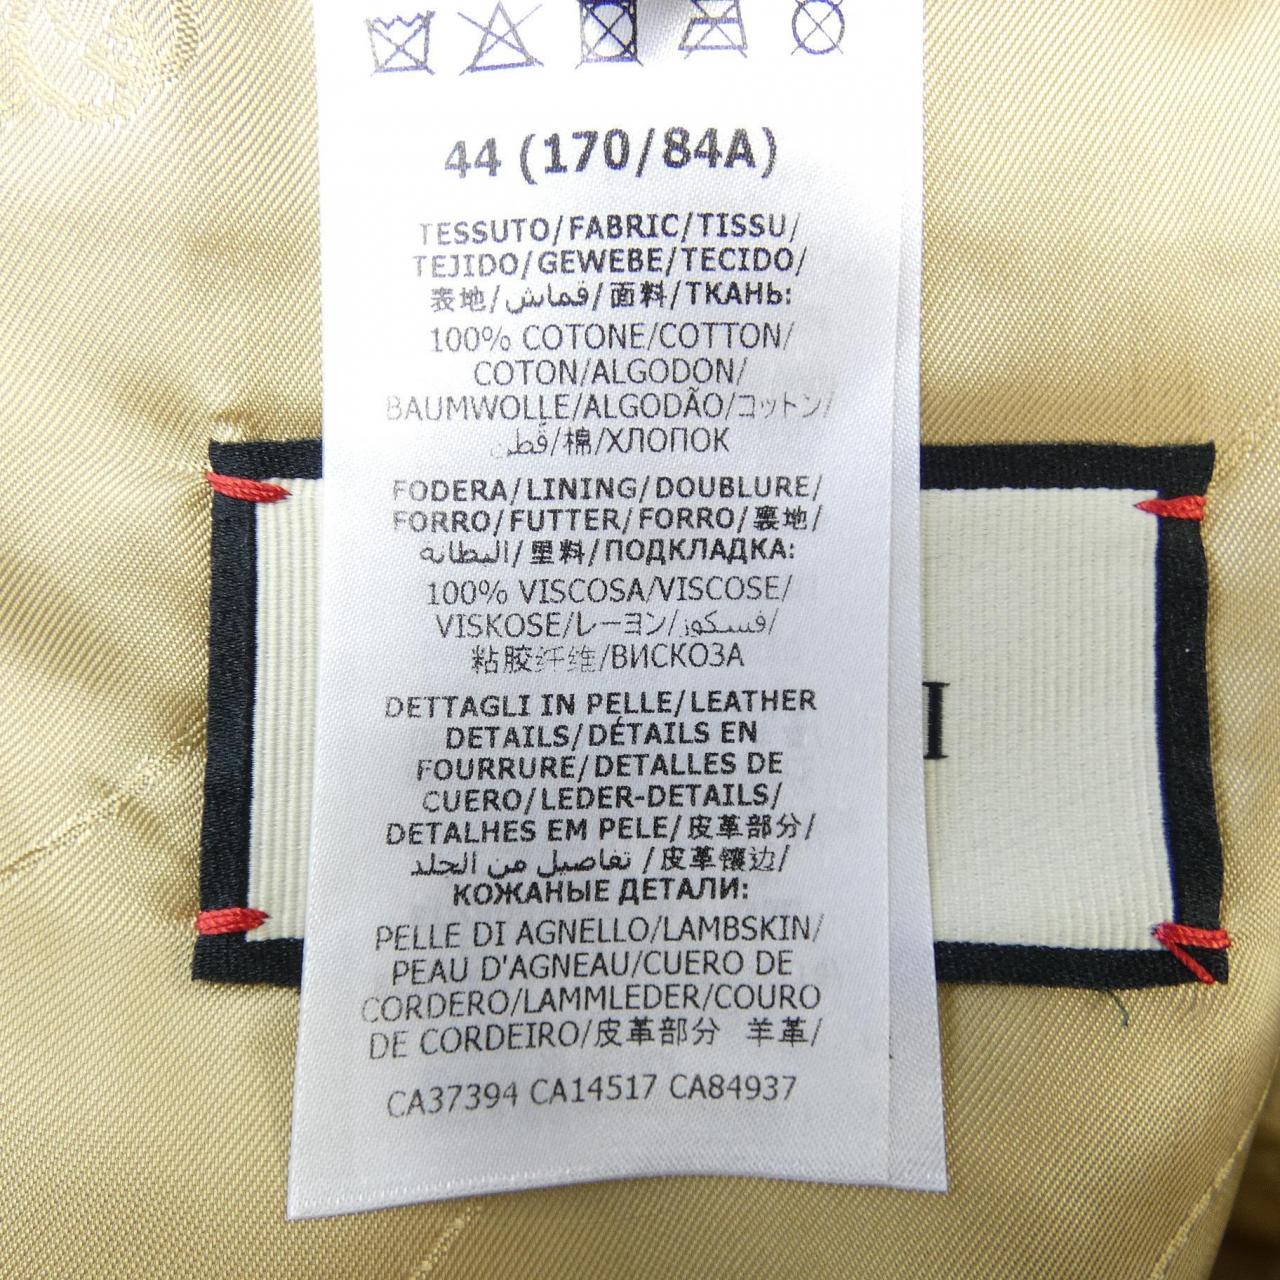 44 (170/84A)
TESSUTO/FABRIC/TISSU/
TEJIDO/GEWEBE/TECIDO/
表地/قماش/面料/ТКАНЬ:
100% COTONE/COTTON/
COTON/ALGODON/
BAUMWOLLE/ALGODÃO/コットン/
قطن/棉/ХЛОПОК
FODERA/LINING/DOUBLURE/
FORRO/FUTTER/FORRO/裏地/
البطانة/里料/ПОДКЛАДКА:
100% VISCOSA/VISCOSE/
VISKOSE/レーヨン/فسكوز/
粘胶纤维/ВИСКОЗА
DETTAGLI IN PELLE/LEATHER
DETAILS/DÉTAILS EN
FOURRURE/DETALLES DE
CUERO/LEDER-DETAILS/
DETALHES EM PELE/皮革部分/
تفاصيل من الجلد/皮革镶边/
КОЖАНЫЕ ДЕТАЛИ:
PELLE DI AGNELLO/LAMBSKIN/
PEAU D'AGNEAU/CUERO DE
CORDERO/LAMMLEDER/COURO
DE CORDEIRO/皮革部分 羊革/
CA37394 CA14517 CA84937
I